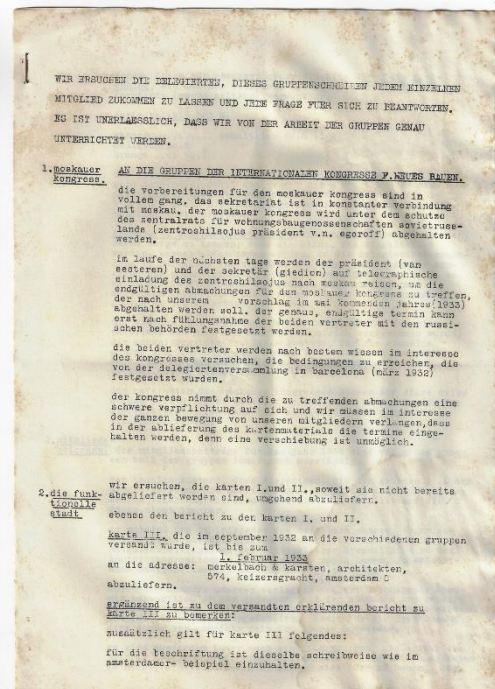 WIR ERSUCHEN DIE DELEGIERTEN, DIESES GRUPPENSCHREIBEN JEDEM EINZELNEN
MITGLIED ZUKOMMEN ZU LASSEN UND JEDE FRAGE FUER SICH ZU BEANTWORTEN.
ES IST UNERLAESSLICH, DASS WIR VON DER ARBEIT DER GRUPPEN GENAU
UNTERRICHTET WERDEN.
1. moskauer kongress.
AN DIE GRUPPEN DER INTERNATIONALEN KONGRESSE F.NEUES BAUEN.
die vorbereitungen für den moskauer kongress sind in
vollem gang, das sekretariat ist in konstanter verbindung
mit moskau. der moskauer kongress wird unter dem schutze
des zentralrats für wohnungsbaugenossenschaften sovietruss-
lands (zentroshilsojus präsident v.n. egoroff) abgehalten
werden.
im laufe der nächsten tage werden der präsident (van
eesteren) und der sekretär (giedion) auf telegraphische
einladung des zentroshilsojus nach moskau reisen, um die
endgültigen abmachungen für den moskauer kongress zu treffen,
der nach unserem vorschlag im mai kommenden jahres(1933)
abgehalten werden soll. der genaue, endgültige termin kann
erst nach fühlungsnahme der beiden vertreter mit den russi-
schen behörden festgesetzt werden.
die beiden vertreter werden nach bestem wissen im interesse
des kongresses versuchen, die bedingungen zu erreichen, die
von der delegiertenversammlung in barcelona (märz 1932)
festgesetzt wurden.
der kongress nimmt durch die zu treffenden abmachungen eine
schwere verpflichtung auf sich und wir müssen im interesse
der ganzen bewegung von unseren mitgliedern verlangen,dass
in der ablieferung des kartenmaterials die termine einge-
halten werden, denn eine verschiebung ist unmöglich.
2. die funk-
tionelle
stadt
wir ersuchen, die karten I.und II.,soweit sie nicht bereits
abgeliefert worden sind, umgehend abzuliefern.
ebenso den bericht zu den karten I. und II.
karte III. die im september 1932 an die verschiedenen gruppen
versandt wurde, ist bis zum
1. februar 1933
an die adresse: merkelbach & karsten, architekten,
574, keizersgracht, amsterdam C
abzuliefern.
ergänzend ist zu dem versandten erklärenden bericht zu
karte III zu bemerken:
zusätzlich gilt für karte III folgendes:
für die beschriftung ist dieselbe schreibweise wie im
amsterdamer- beispiel einzuhalten.